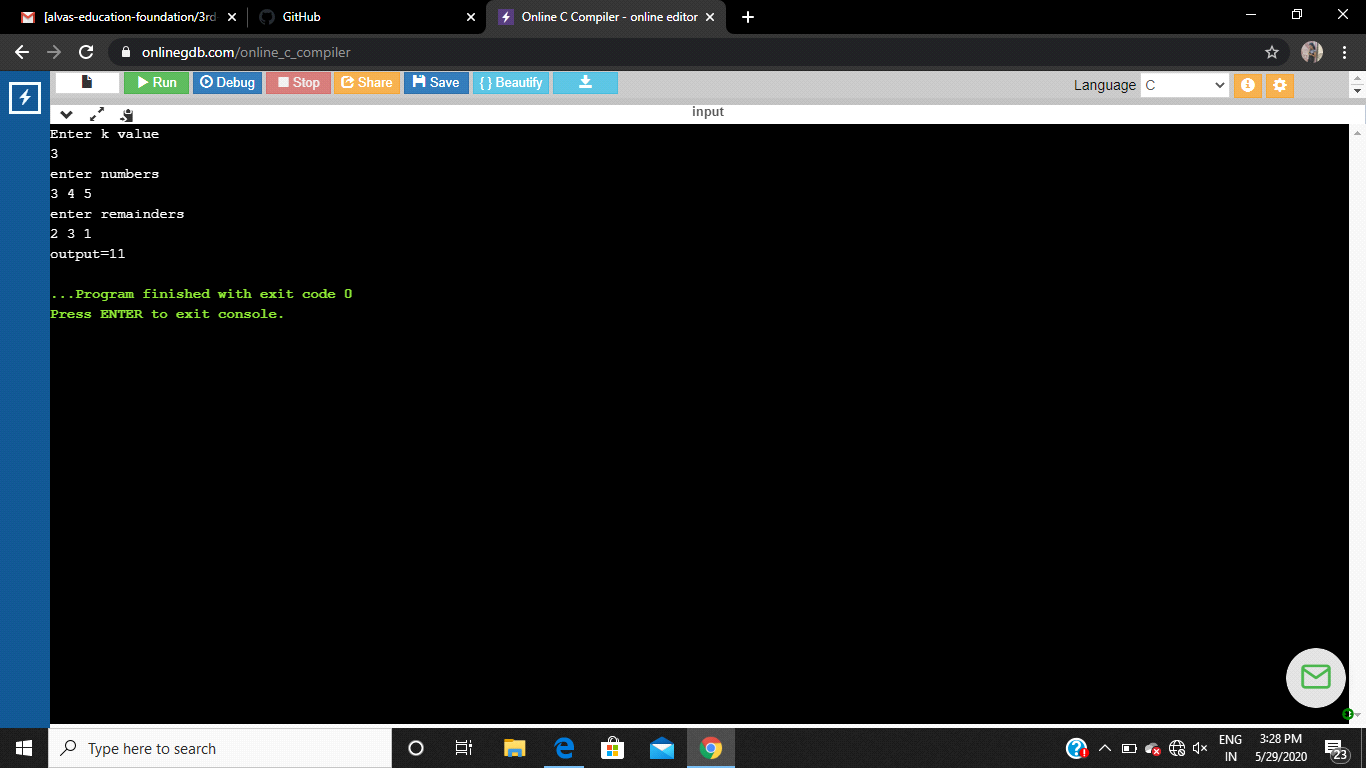 [alvas-education-foundation/3rd
GitHub
Online C Compiler - online editor
onlinegdb.com/online_c_compiler
Run
Debug
Stop
Share
Save
{ } Beautify
Language
C
input
Enter k value
3
enter numbers
3 4 5
enter remainders
2 3 1
output=11
...Program finished with exit code 0
Press ENTER to exit console.
Type here to search
ENG
IN
3:28 PM
5/29/2020
23